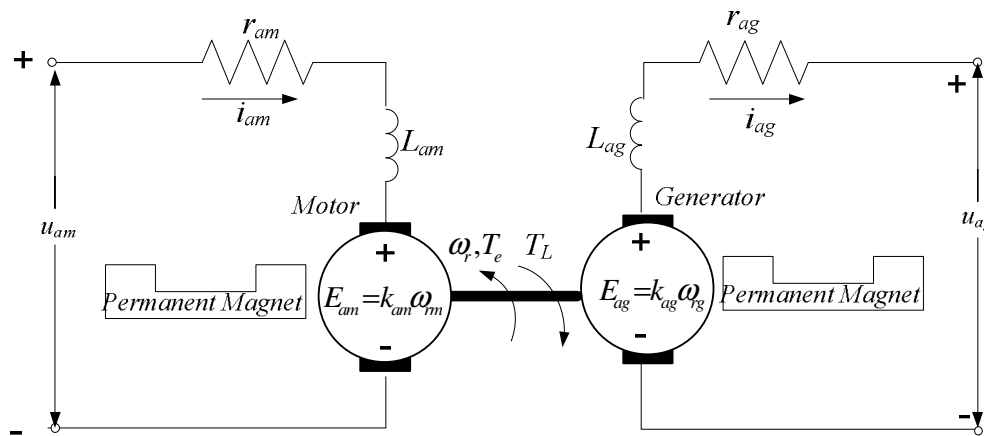 r_am
r_ag
+
i_am
i_ag
+
L_am
L_ag
Motor
Generator
u_am
+
ω_r, T_e
T_L
+
Permanent Magnet
E_am = k_am ω_rm
E_ag = k_ag ω_rg
Permanent Magnet
-
-
-
-